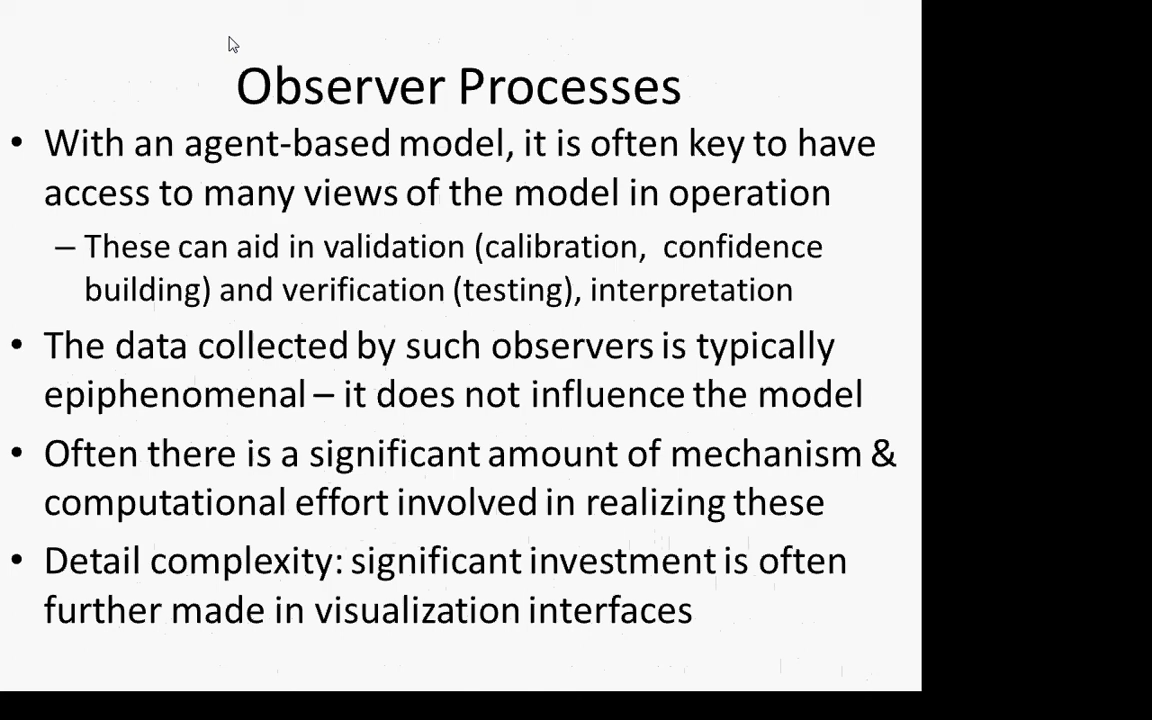 Observer Processes
• With an agent-based model, it is often key to have
access to many views of the model in operation
– These can aid in validation (calibration, confidence
building) and verification (testing), interpretation
• The data collected by such observers is typically
epiphenomenal – it does not influence the model
• Often there is a significant amount of mechanism &
computational effort involved in realizing these
• Detail complexity: significant investment is often
further made in visualization interfaces